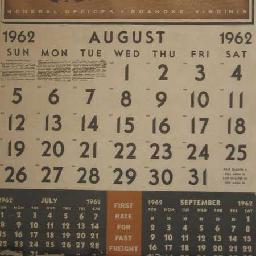 GENERAL OFFICES • ROANOKE, VIRGINIA
1962 AUGUST 1962
SUN MON TUE WED THU FRI SAT
1 2 3 4
5 6 7 8 9 10 11
12 13 14 15 16 17 18
19 20 21 22 23 24 25
26 27 28 29 30 31
1962 JULY 1962
1 2 3 4 5 6 7
8 9 10 11 12 13 14
15 16 17 18 19 20 21
22 23 24 25 26 27 28
FIRST
RATE
FOR
FAST
FREIGHT
1962 SEPTEMBER 1962
1
2 3 4 5 6 7 8
9 10 11 12 13 14 15
16 17 18 19 20 21 22